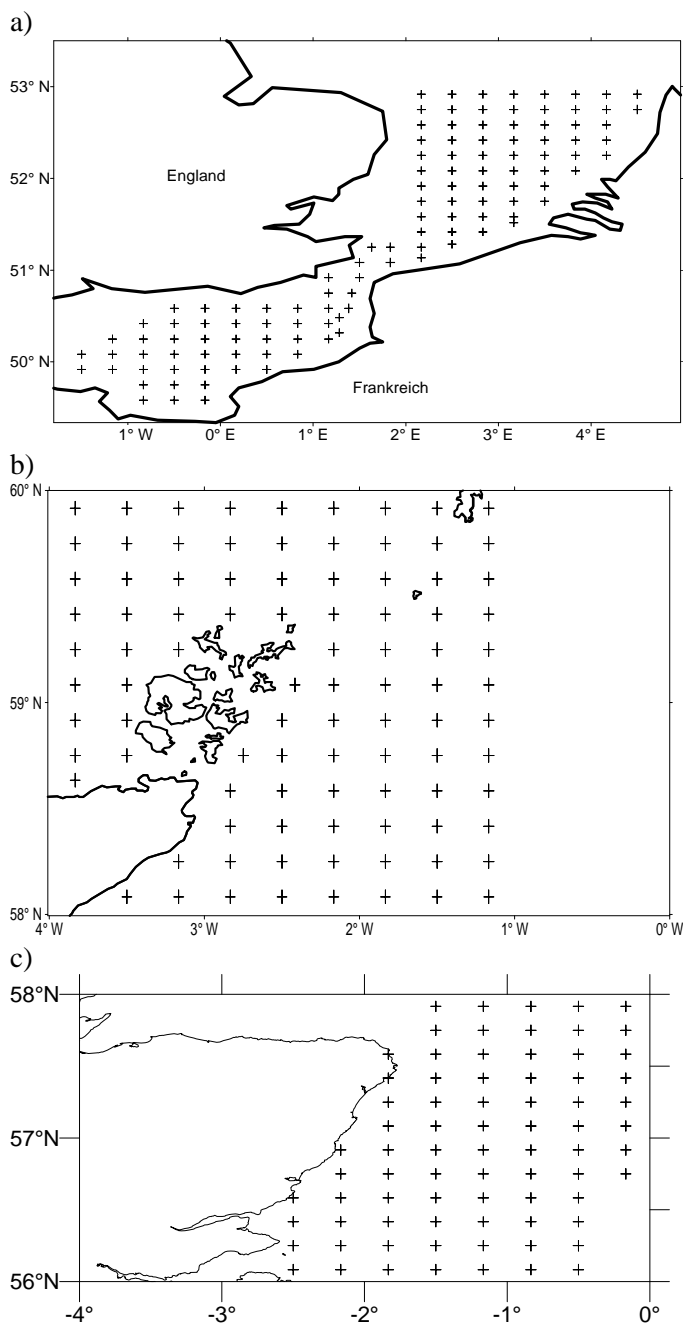 a)
53° N
England
52° N
51° N
50° N
Frankreich
1° W 0° E 1° E 2° E 3° E 4° E
b)
60° N
59° N
58° N
4° W 3° W 2° W 1° W 0° W
c)
58°N
57°N
56°N
-4° -3° -2° -1° 0°